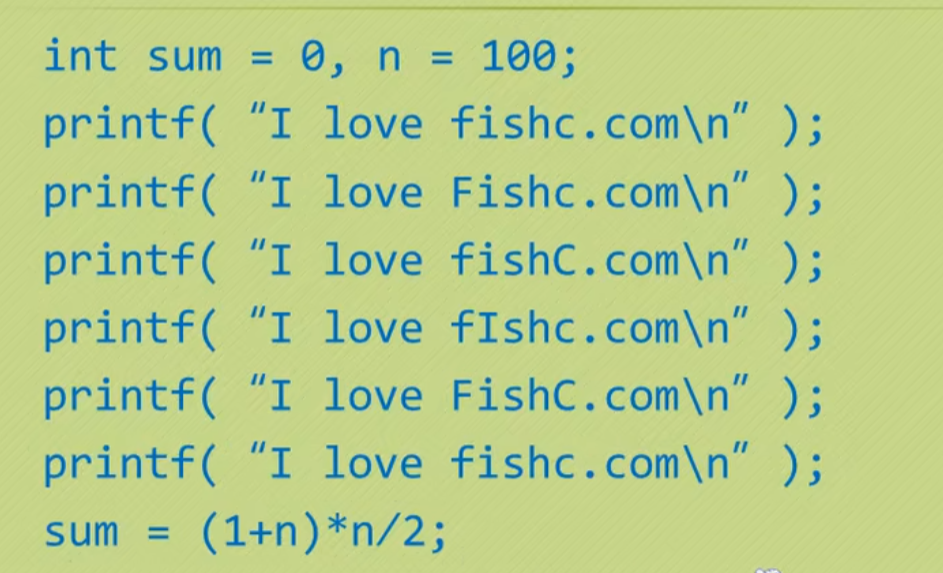 int sum = 0, n = 100;
printf( “I love fishc.com\n” );
printf( “I love Fishc.com\n” );
printf( “I love fishC.com\n” );
printf( “I love fIshc.com\n” );
printf( “I love FishC.com\n” );
printf( “I love fishc.com\n” );
sum = (1+n)*n/2;